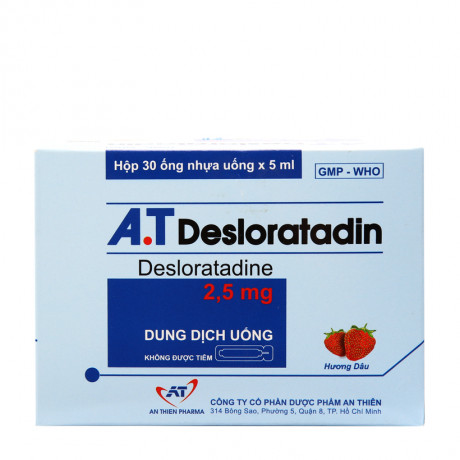 Hộp 30 ống nhựa uống x 5 ml
GMP - WHO
A.T Desloratadin
Desloratadine
2,5 mg
DUNG DỊCH UỐNG
KHÔNG ĐƯỢC TIÊM
Hương Dâu
AT
AN THIEN PHARMA
CÔNG TY CỔ PHẦN DƯỢC PHẨM AN THIÊN
314 Bông Sao, Phường 5, Quận 8, TP. Hồ Chí Minh